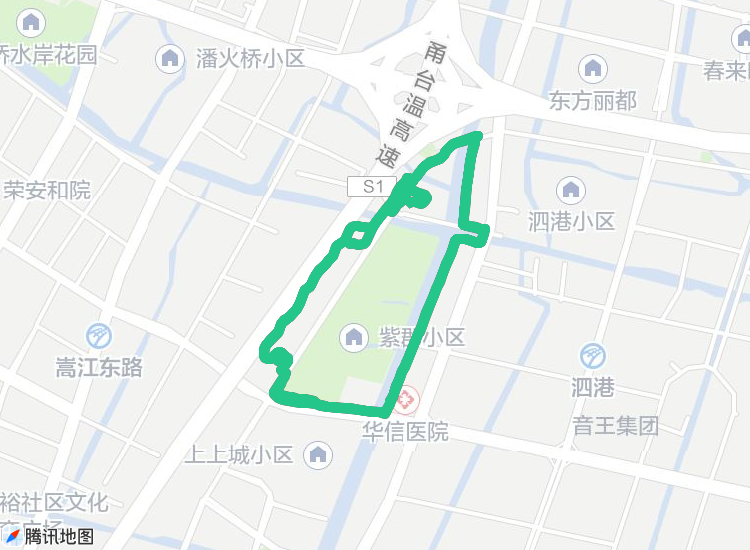 桥水岸花园
潘火桥小区
甬台温高速
春来
东方丽都
S1
荣安和院
泗港小区
嵩江东路
紫郡小区
泗港
音王集团
华信医院
上上城小区
裕社区文化
腾讯地图